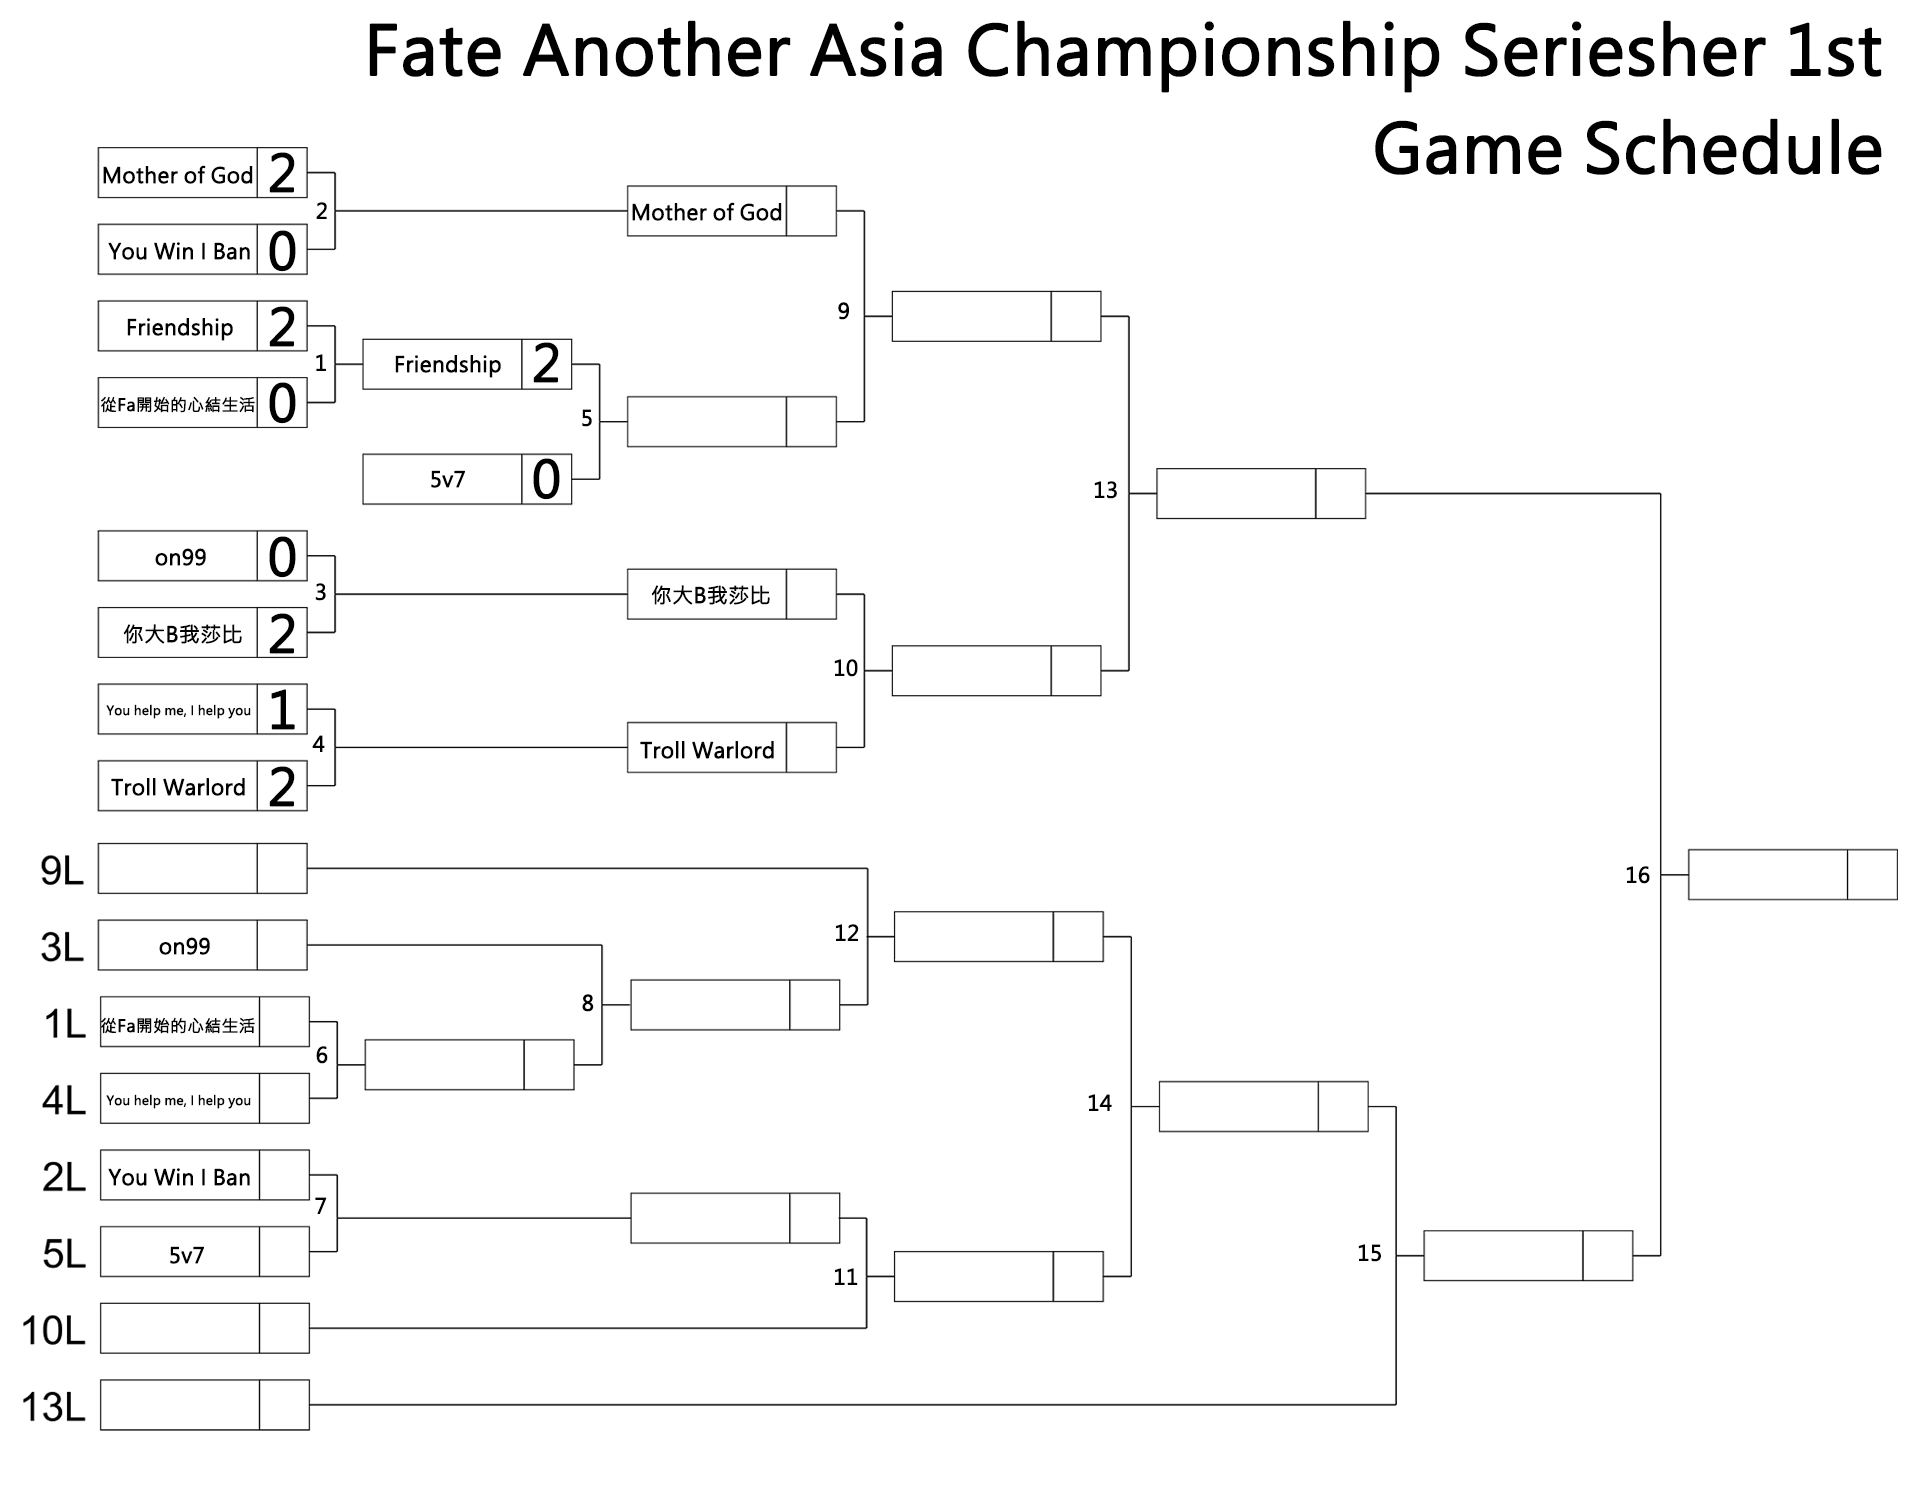 Fate Another Asia Championship Seriesher 1st
Game Schedule
Mother of God 2
2
You Win I Ban 0
Mother of God
Friendship 2
1
從Fa開始的心結生活 0
Friendship 2
5
5v7 0
9
on99 0
3
你大B我莎比 2
你大B我莎比
You help me, I help you 1
4
Troll Warlord 2
Troll Warlord
10
13
16
9L
3L on99
1L 從Fa開始的心結生活
6
4L You help me, I help you
8
12
2L You Win I Ban
7
5L 5v7
11
10L
14
15
13L